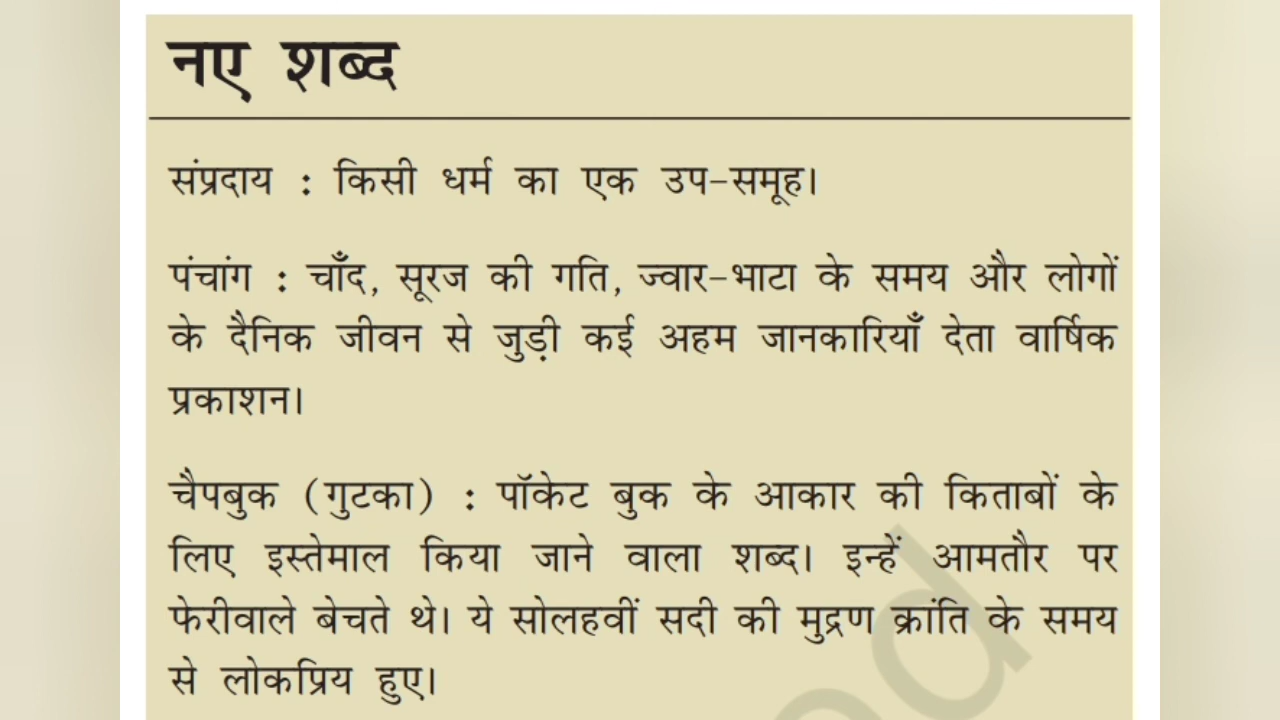 नए शब्द
संप्रदाय : किसी धर्म का एक उप-समूह।
पंचांग : चाँद, सूरज की गति, ज्वार-भाटा के समय और लोगों
के दैनिक जीवन से जुड़ी कई अहम जानकारियाँ देता वार्षिक
प्रकाशन।
चैपबुक (गुटका) : पॉकेट बुक के आकार की किताबों के
लिए इस्तेमाल किया जाने वाला शब्द। इन्हें आमतौर पर
फेरीवाले बेचते थे। ये सोलहवीं सदी की मुद्रण क्रांति के समय
से लोकप्रिय हुए।